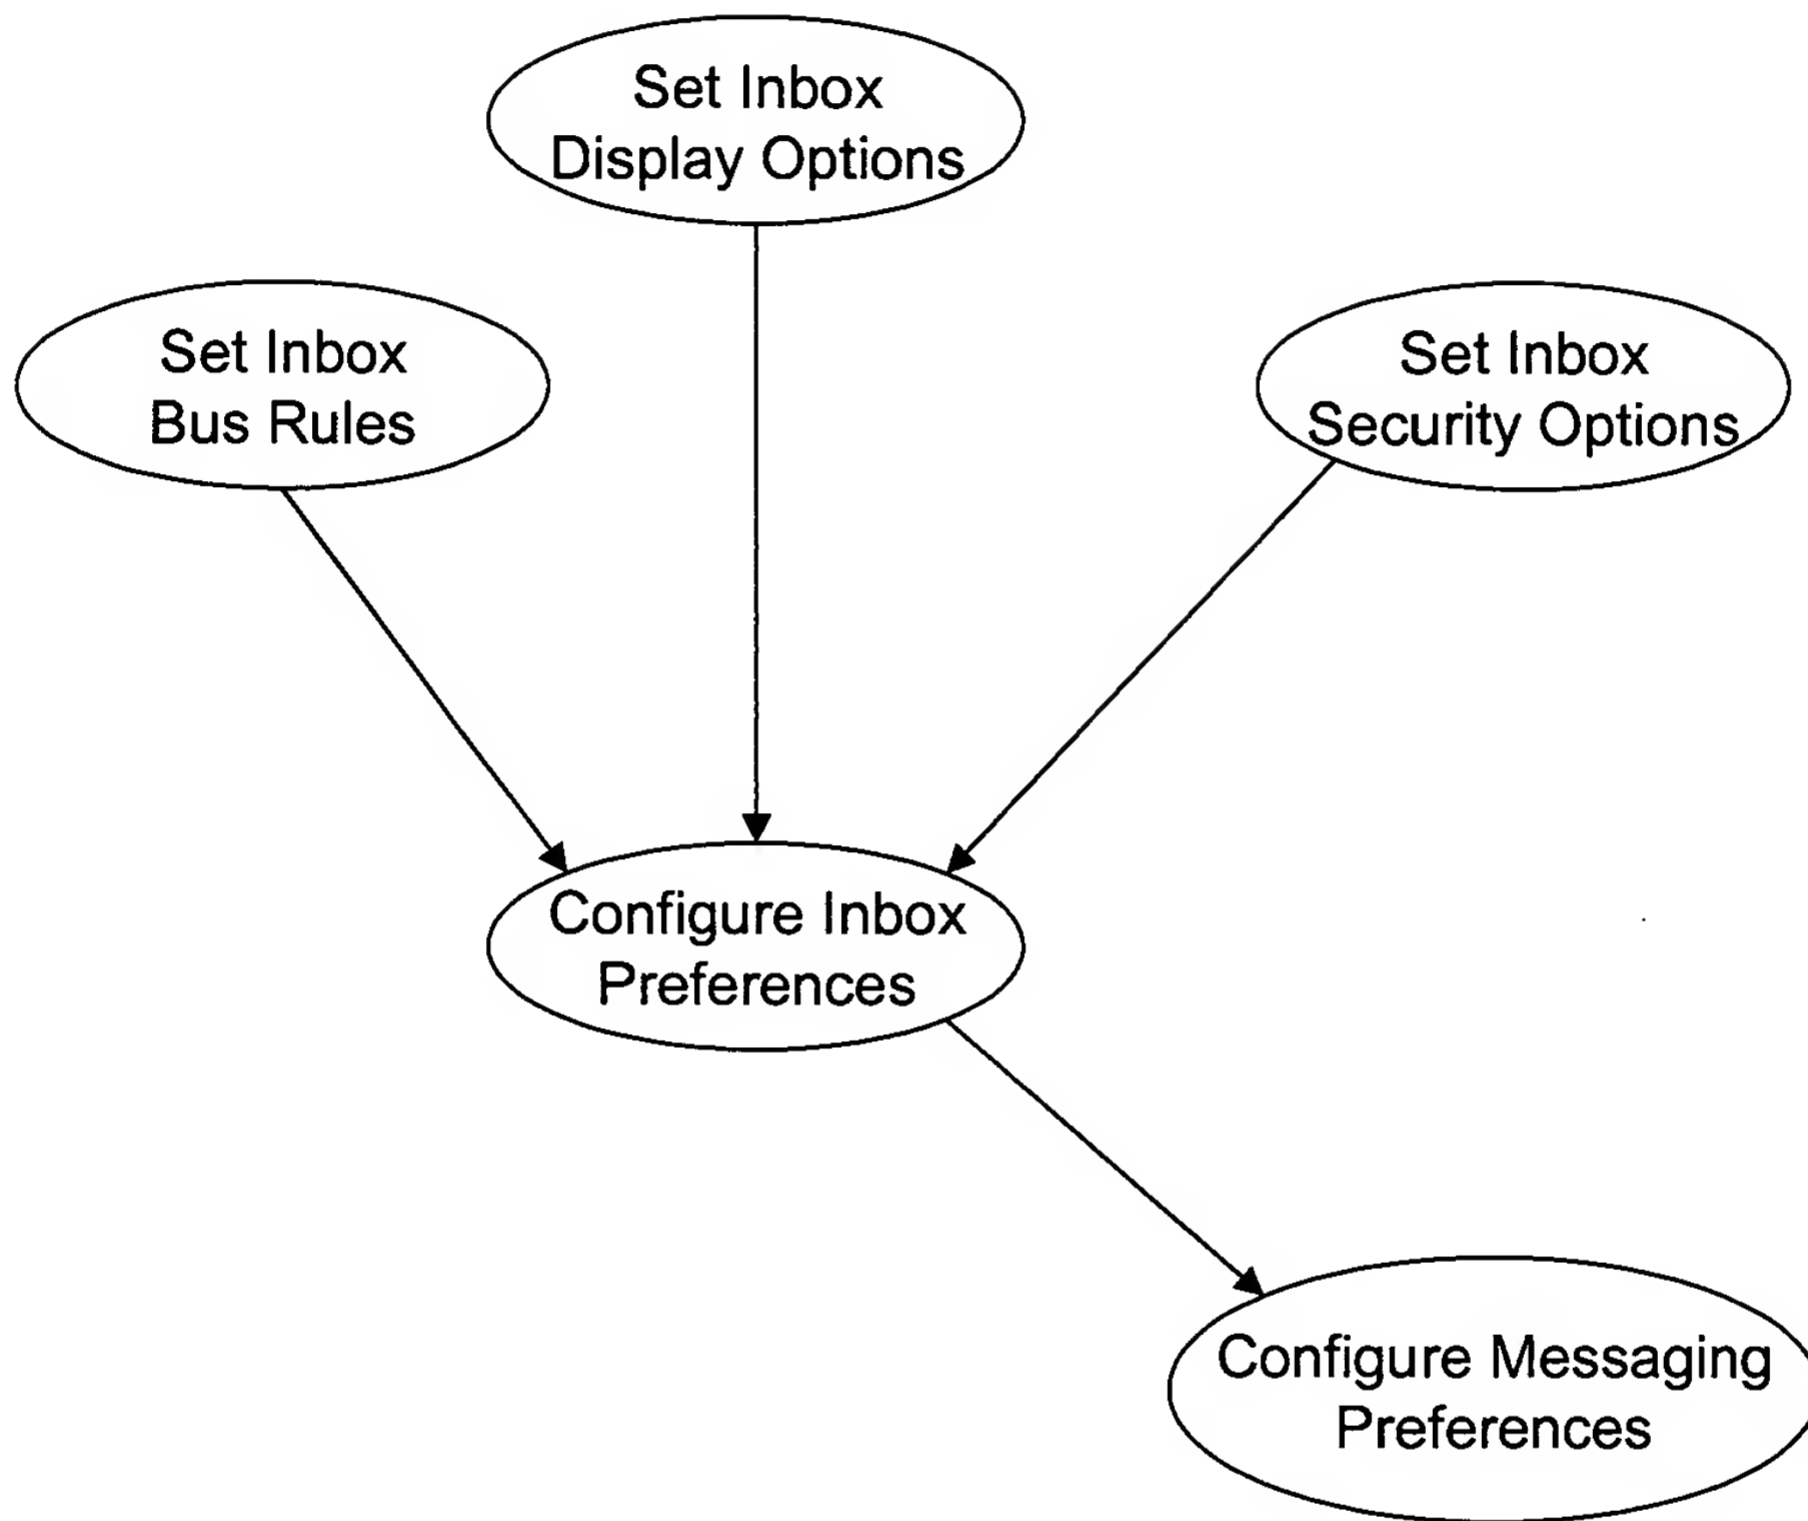 Set Inbox
Display Options
Set Inbox
Bus Rules
Set Inbox
Security Options
Configure Inbox
Preferences
Configure Messaging
Preferences